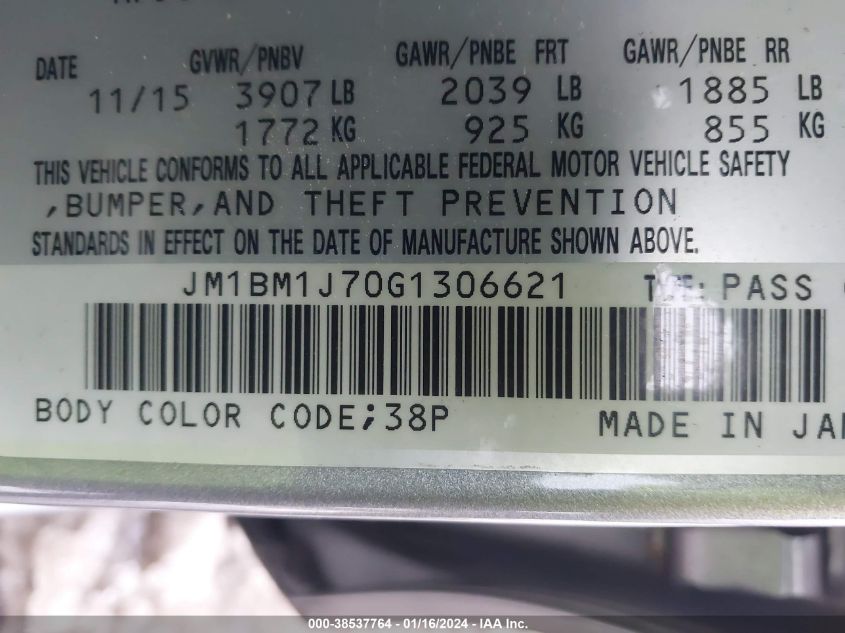 DATE GVWR/PNBV GAWR/PNBE FRT GAWR/PNBE RR
11/15 3907 LB 2039 LB 1885 LB
1772 KG 925 KG 855 KG
THIS VEHICLE CONFORMS TO ALL APPLICABLE FEDERAL MOTOR VEHICLE SAFETY
,BUMPER,AND THEFT PREVENTION
STANDARDS IN EFFECT ON THE DATE OF MANUFACTURE SHOWN ABOVE.
JM1BM1J70G1306621 PASS
BODY COLOR CODE;38P MADE IN JA
000-38537764 - 01/16/2024 - IAA Inc.